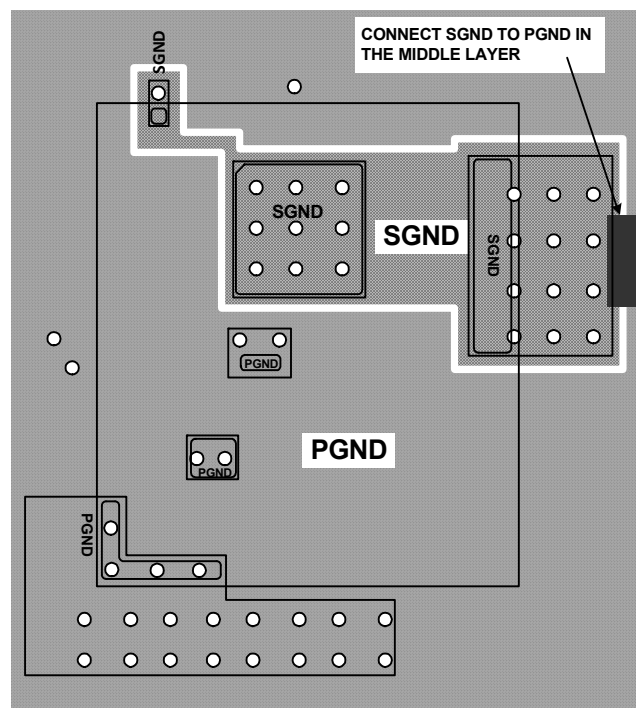 CONNECT SGND TO PGND IN
THE MIDDLE LAYER
SGND
SGND
SGND
SGND
PGND
PGND
PGND
PGND